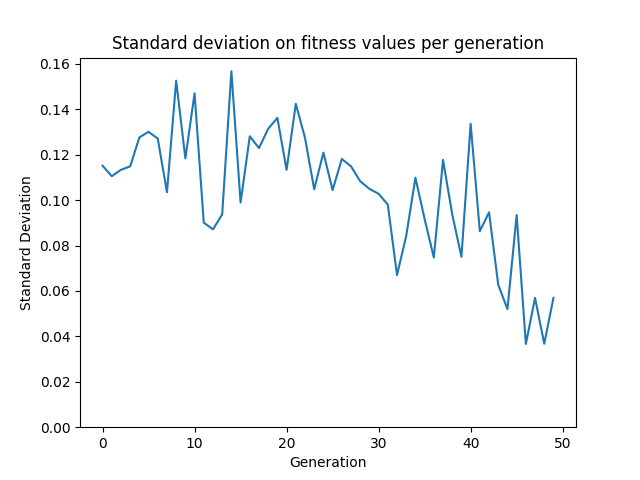 Standard deviation on fitness values per generation
0.16
0.14
0.12
0.10
0.08
0.06
0.04
0.02
0.00
Standard Deviation
0 10 20 30 40 50
Generation